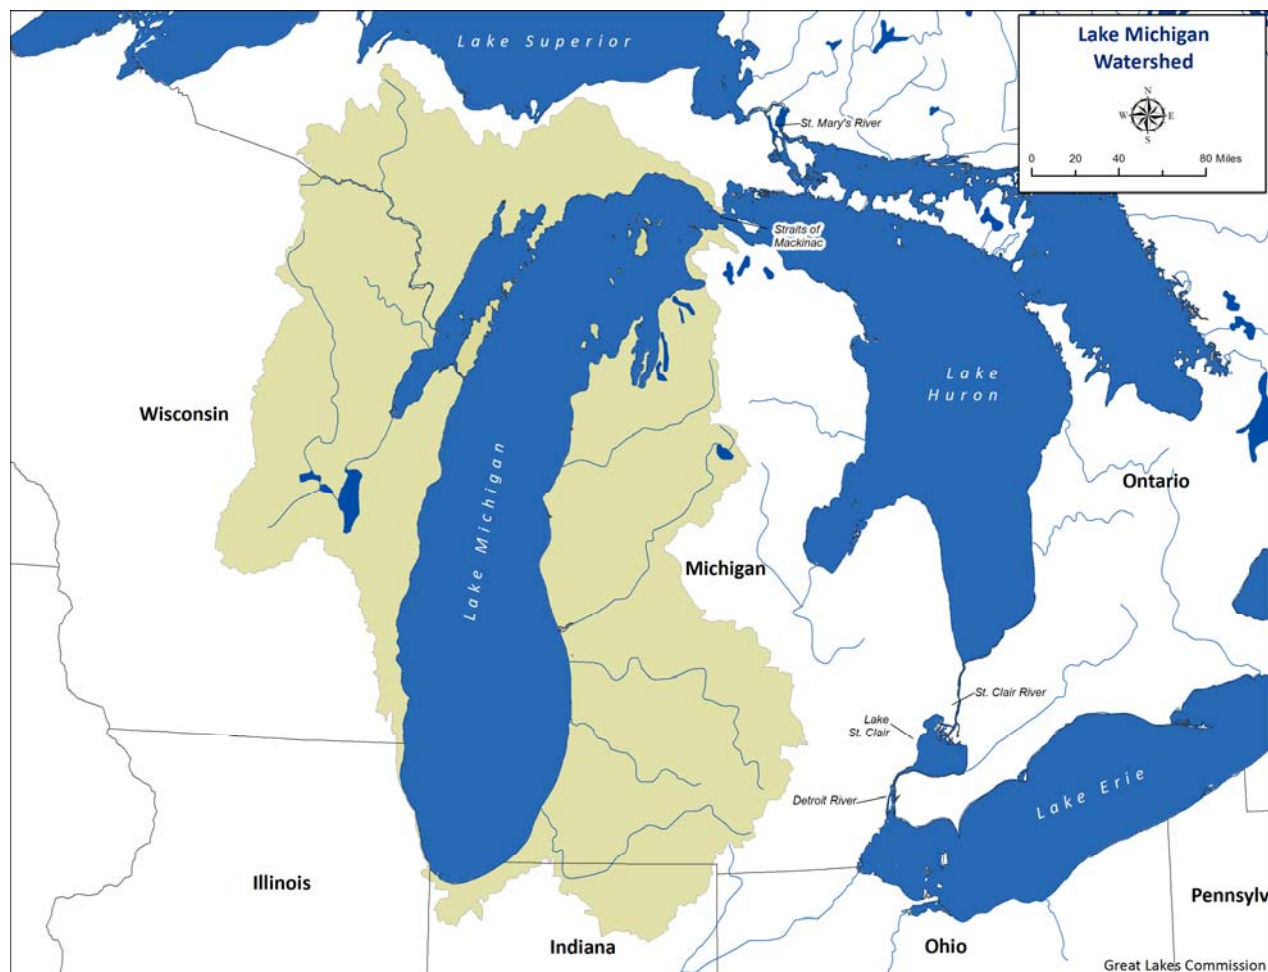 Lake Superior
Lake Michigan
Watershed
N
W E
S
0 20 40 80 Miles
St. Mary's River
Straits of
Mackinac
Lake
Huron
Wisconsin
Lake Michigan
Ontario
Michigan
St. Clair River
Lake
St. Clair
Detroit River
Lake Erie
Illinois
Indiana
Ohio
Pennsylv
Great Lakes Commission